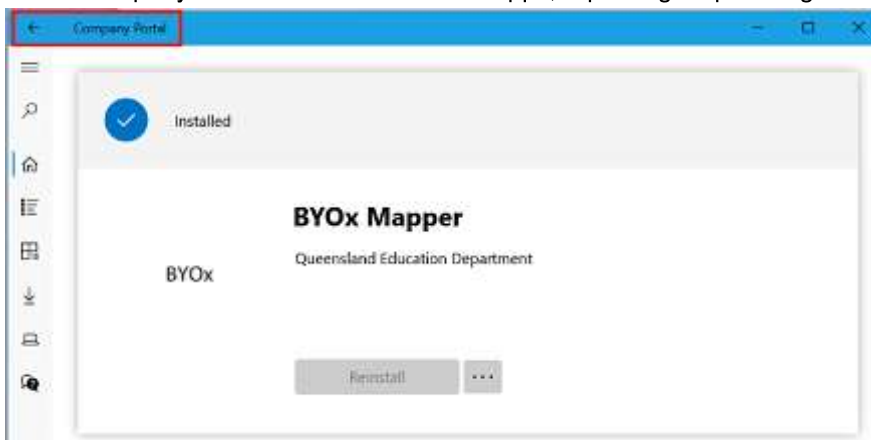 Company Portal
Installed
BYOx Mapper
Queensland Education Department
BYOx
Reinstall